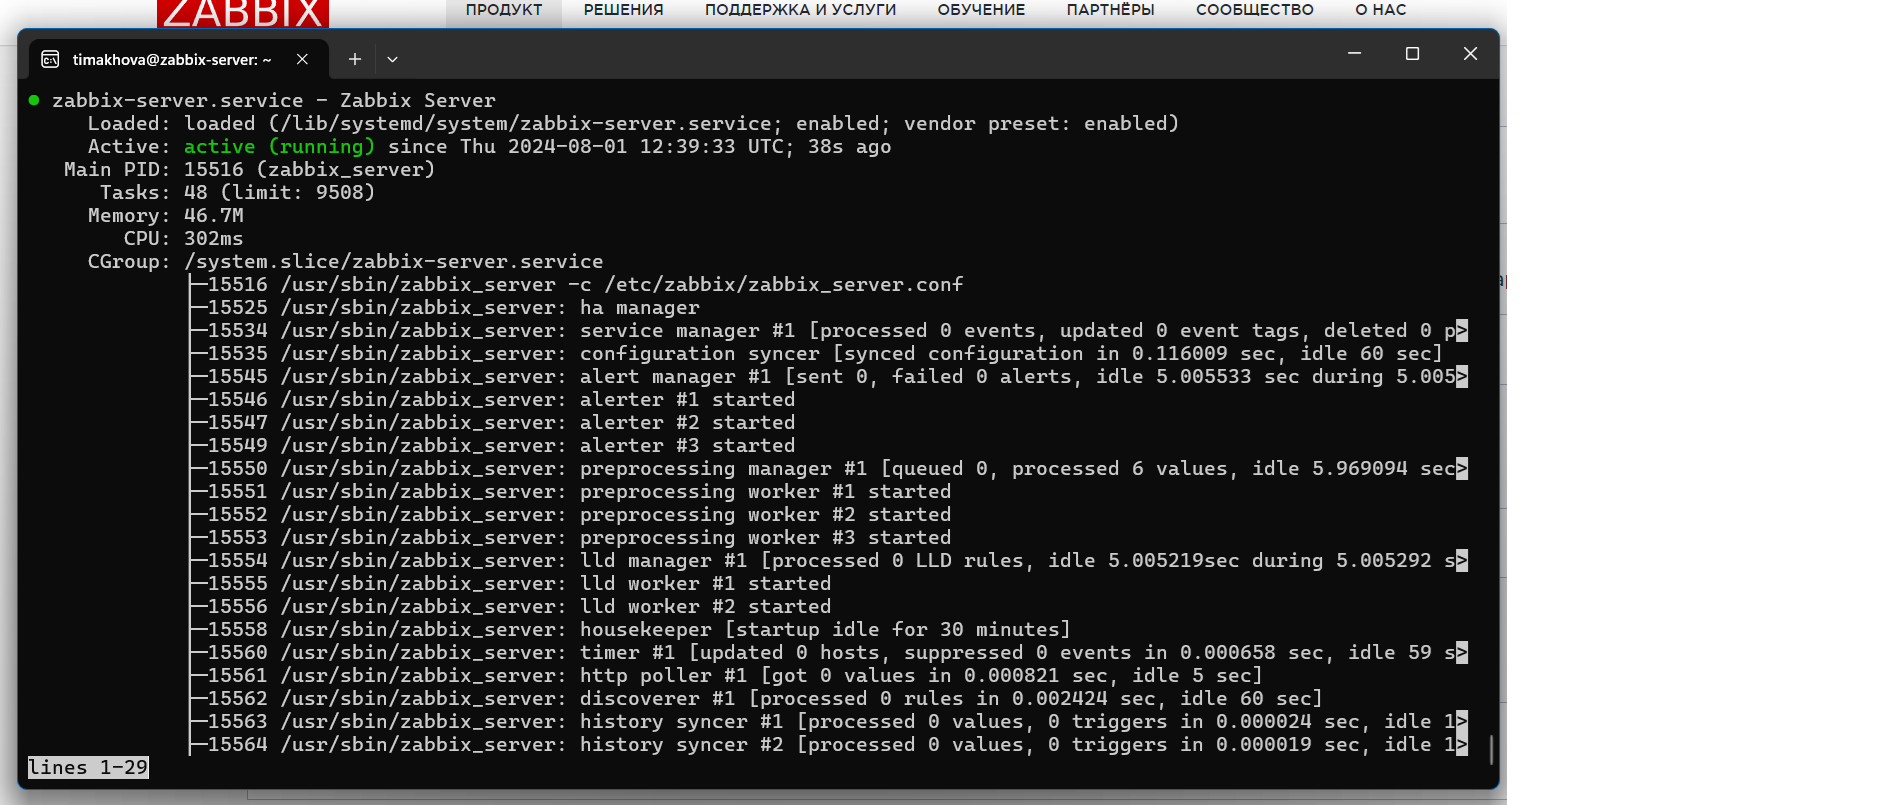 ZABBIX
ПРОДУКТ РЕШЕНИЯ ПОДДЕРЖКА И УСЛУГИ ОБУЧЕНИЕ ПАРТНЁРЫ СООБЩЕСТВО О НАС
timakhova@zabbix-server: ~
● zabbix-server.service - Zabbix Server
Loaded: loaded (/lib/systemd/system/zabbix-server.service; enabled; vendor preset: enabled)
Active: active (running) since Thu 2024-08-01 12:39:33 UTC; 38s ago
Main PID: 15516 (zabbix_server)
Tasks: 48 (limit: 9508)
Memory: 46.7M
CPU: 302ms
CGroup: /system.slice/zabbix-server.service
├─15516 /usr/sbin/zabbix_server -c /etc/zabbix/zabbix_server.conf
├─15525 /usr/sbin/zabbix_server: ha manager
├─15534 /usr/sbin/zabbix_server: service manager #1 [processed 0 events, updated 0 event tags, deleted 0 p>
├─15535 /usr/sbin/zabbix_server: configuration syncer [synced configuration in 0.116009 sec, idle 60 sec]
├─15545 /usr/sbin/zabbix_server: alert manager #1 [sent 0, failed 0 alerts, idle 5.005533 sec during 5.005>
├─15546 /usr/sbin/zabbix_server: alerter #1 started
├─15547 /usr/sbin/zabbix_server: alerter #2 started
├─15549 /usr/sbin/zabbix_server: alerter #3 started
├─15550 /usr/sbin/zabbix_server: preprocessing manager #1 [queued 0, processed 6 values, idle 5.969094 sec>
├─15551 /usr/sbin/zabbix_server: preprocessing worker #1 started
├─15552 /usr/sbin/zabbix_server: preprocessing worker #2 started
├─15553 /usr/sbin/zabbix_server: preprocessing worker #3 started
├─15554 /usr/sbin/zabbix_server: lld manager #1 [processed 0 LLD rules, idle 5.005219sec during 5.005292 s>
├─15555 /usr/sbin/zabbix_server: lld worker #1 started
├─15556 /usr/sbin/zabbix_server: lld worker #2 started
├─15558 /usr/sbin/zabbix_server: housekeeper [startup idle for 30 minutes]
├─15560 /usr/sbin/zabbix_server: timer #1 [updated 0 hosts, suppressed 0 events in 0.000658 sec, idle 59 s>
├─15561 /usr/sbin/zabbix_server: http poller #1 [got 0 values in 0.000821 sec, idle 5 sec]
├─15562 /usr/sbin/zabbix_server: discoverer #1 [processed 0 rules in 0.002424 sec, idle 60 sec]
├─15563 /usr/sbin/zabbix_server: history syncer #1 [processed 0 values, 0 triggers in 0.000024 sec, idle 1>
├─15564 /usr/sbin/zabbix_server: history syncer #2 [processed 0 values, 0 triggers in 0.000019 sec, idle 1>
lines 1-29